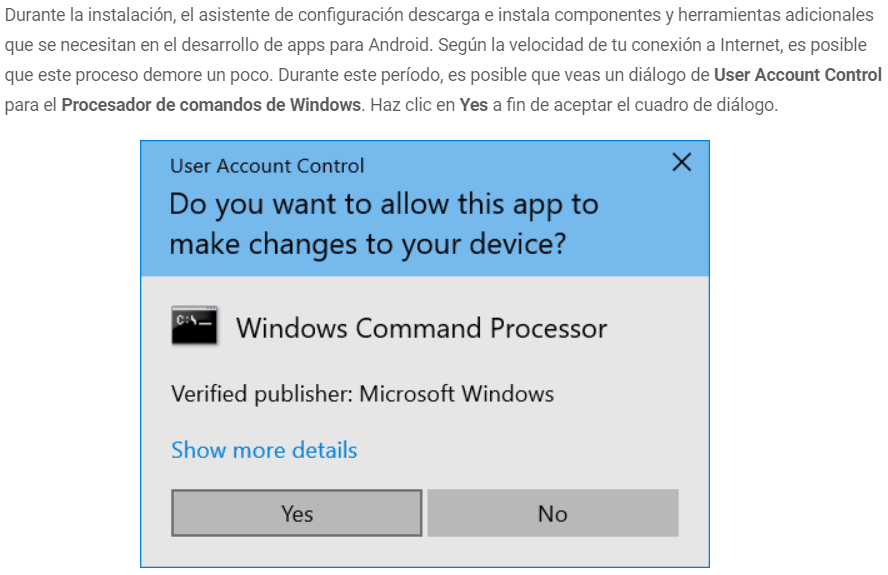 Durante la instalación, el asistente de configuración descarga e instala componentes y herramientas adicionales
que se necesitan en el desarrollo de apps para Android. Según la velocidad de tu conexión a Internet, es posible
que este proceso demore un poco. Durante este período, es posible que veas un diálogo de User Account Control
para el Procesador de comandos de Windows. Haz clic en Yes a fin de aceptar el cuadro de diálogo.
User Account Control
Do you want to allow this app to
make changes to your device?
C:\
Windows Command Processor
Verified publisher: Microsoft Windows
Show more details
Yes
No